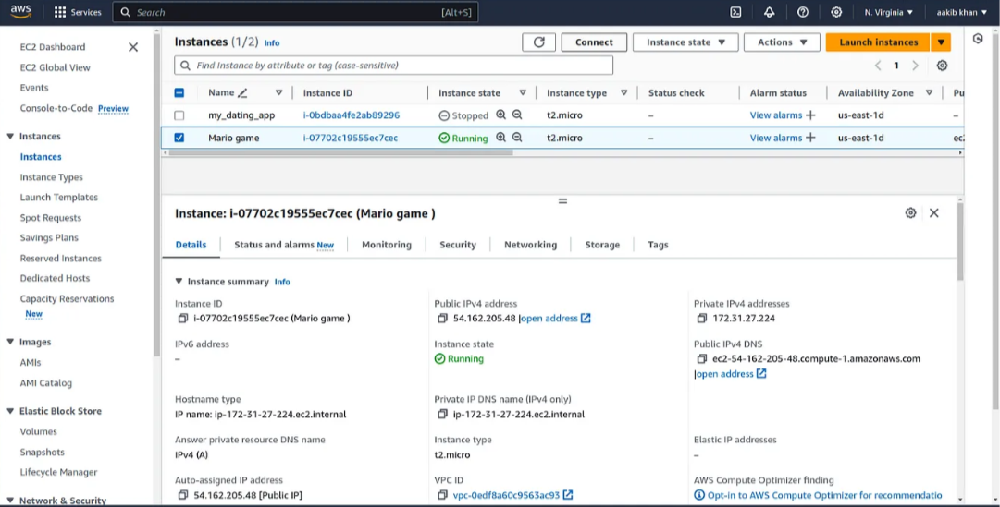 aws Services Search [Alt+S] N. Virginia aakib khan
EC2 Dashboard
EC2 Global View
Events
Console-to-Code Preview
Instances
Instances
Instance Types
Launch Templates
Spot Requests
Savings Plans
Reserved Instances
Dedicated Hosts
Capacity Reservations
New
Images
AMIs
AMI Catalog
Elastic Block Store
Volumes
Snapshots
Lifecycle Manager
Network & Security
Instances (1/2) Info Connect Instance state Actions Launch instances
Find Instance by attribute or tag (case-sensitive) 1
Name Instance ID Instance state Instance type Status check Alarm status Availability Zone Pu
my_dating_app i-0bdbaa4fe2ab89296 Stopped t2.micro – View alarms + us-east-1d –
Mario game i-07702c19555ec7cec Running t2.micro – View alarms + us-east-1d ec2
Instance: i-07702c19555ec7cec (Mario game )
Details Status and alarms New Monitoring Security Networking Storage Tags
Instance summary Info
Instance ID Public IPv4 address Private IPv4 addresses
i-07702c19555ec7cec (Mario game ) 54.162.205.48 |open address 172.31.27.224
IPv6 address Instance state Public IPv4 DNS
– Running ec2-54-162-205-48.compute-1.amazonaws.com
|open address
Hostname type Private IP DNS name (IPv4 only)
IP name: ip-172-31-27-224.ec2.internal ip-172-31-27-224.ec2.internal
Answer private resource DNS name Instance type Elastic IP addresses
IPv4 (A) t2.micro –
Auto-assigned IP address VPC ID AWS Compute Optimizer finding
54.162.205.48 [Public IP] vpc-0edf8a60c9563ac93 Opt-in to AWS Compute Optimizer for recommendatio